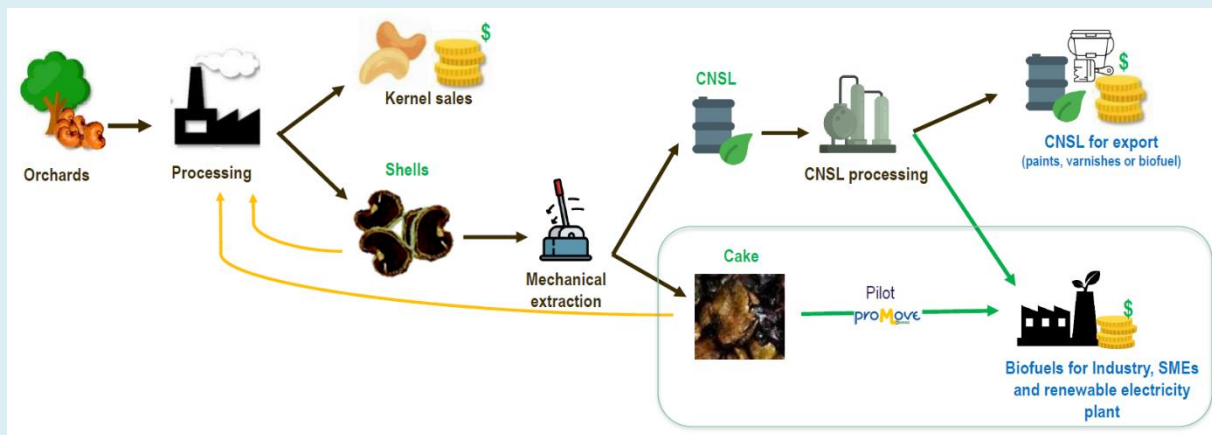 Orchards
Processing
$
Kernel sales
Shells
Mechanical
extraction
CNSL
CNSL processing
$
CNSL for export
(paints, varnishes or biofuel)
Cake
Pilot
proMove
$
Biofuels for Industry, SMEs
and renewable electricity
plant